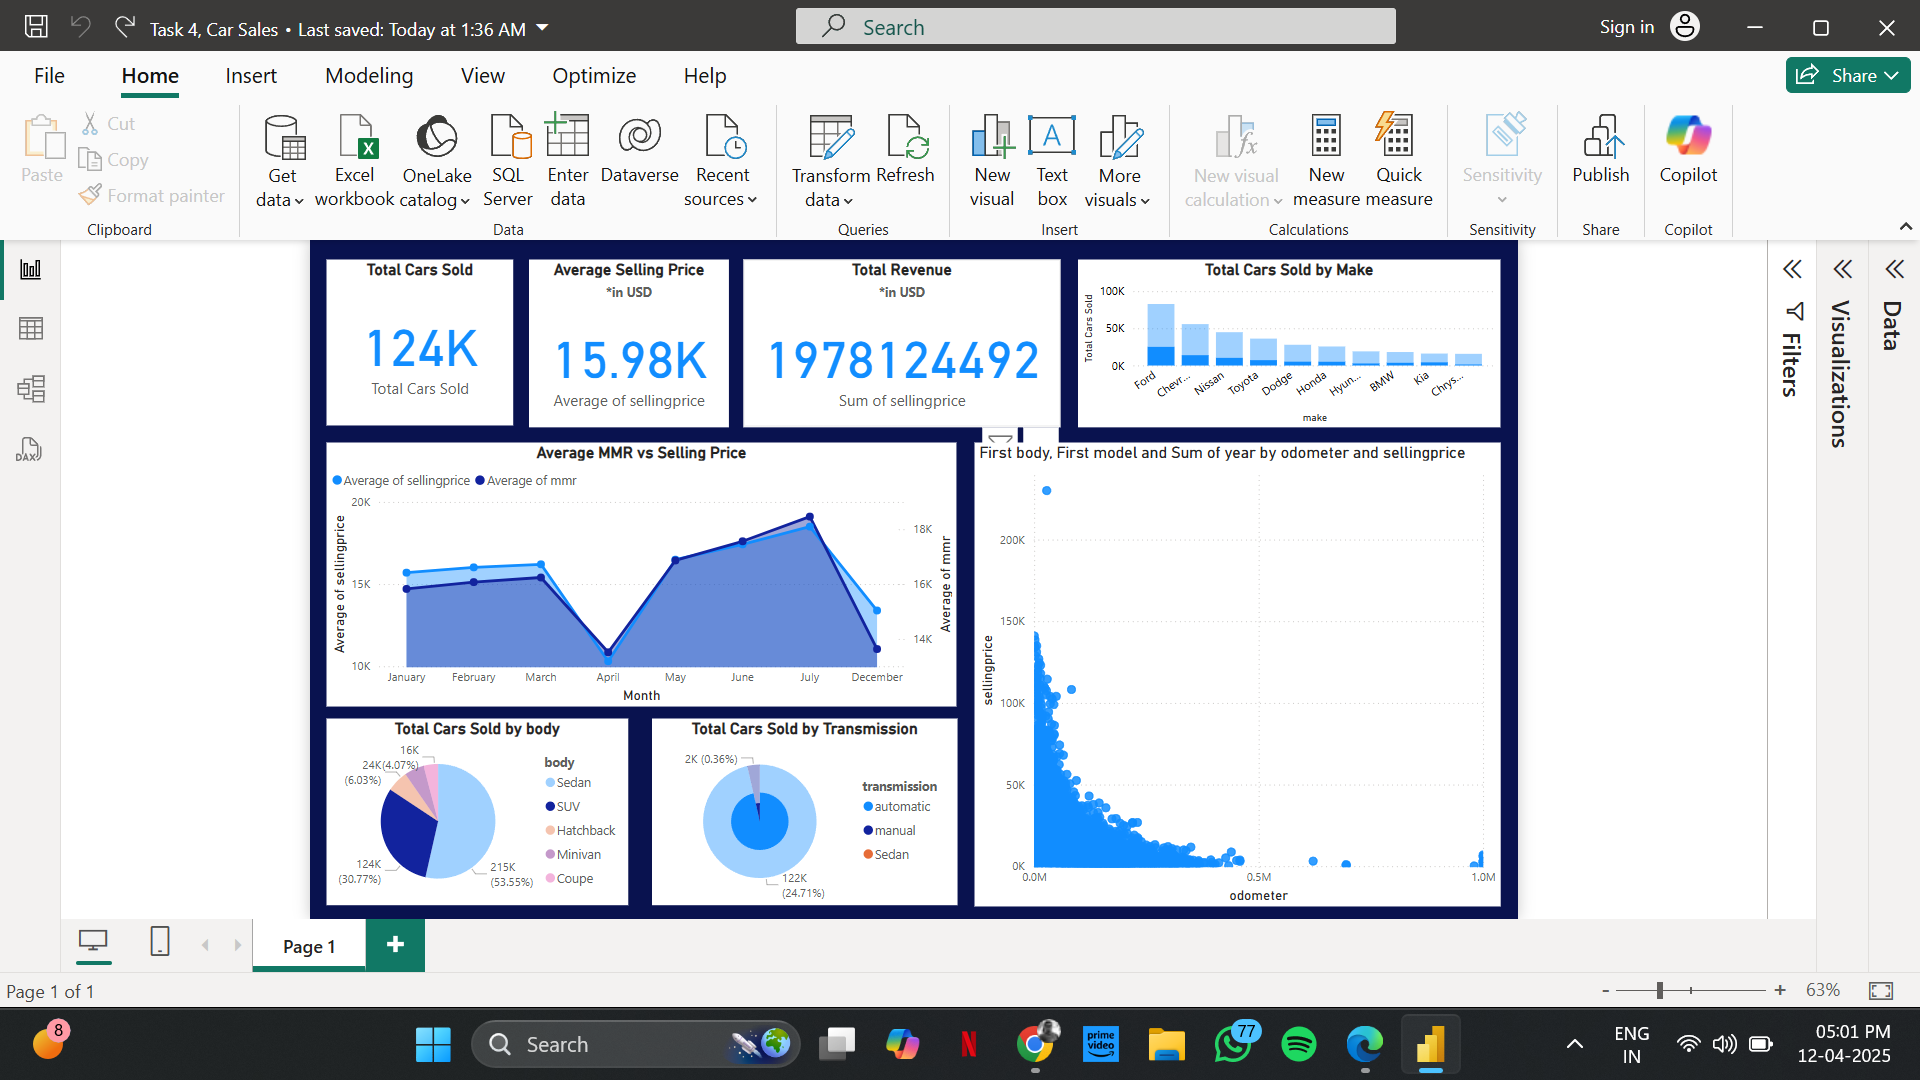 Task 4, Car Sales • Last saved: Today at 1:36 AM
Search
Sign in
File
Home
Insert
Modeling
View
Optimize
Help
Share
Paste
Cut
Copy
Format painter
Clipboard
Get
data
Excel
workbook
OneLake
catalog
SQL
Server
Enter
data
Dataverse
Recent
sources
Data
Transform
data
Refresh
Queries
New
visual
A
Text
box
More
visuals
Insert
New visual
calculation
New
measure
Quick
measure
Calculations
Sensitivity
Sensitivity
Publish
Share
Copilot
Copilot
DAX
Total Cars Sold
124K
Total Cars Sold
Average Selling Price
*in USD
15.98K
Average of sellingprice
Total Revenue
*in USD
1978124492
Sum of sellingprice
Total Cars Sold by Make
Total Cars Sold
100K
50K
0K
Ford
Chevr...
Nissan
Toyota
Dodge
Honda
Hyun...
BMW
Kia
Chrys...
make
Average MMR vs Selling Price
Average of sellingprice
Average of mmr
Average of sellingprice
20K
15K
10K
18K
16K
14K
Average of mmr
January
February
March
April
May
June
July
December
Month
First body, First model and Sum of year by odometer and sellingprice
sellingprice
200K
150K
100K
50K
0K
0.0M
0.5M
1.0M
odometer
Total Cars Sold by body
16K
(4.07%)
24K
(6.03%)
124K
(30.77%)
215K
(53.55%)
body
Sedan
SUV
Hatchback
Minivan
Coupe
Total Cars Sold by Transmission
2K (0.36%)
122K
(24.71%)
transmission
automatic
manual
Sedan
Filters
Visualizations
Data
Page 1
+
Page 1 of 1
-
+
63%
8
Search
N
prime
video
77
ENG
IN
05:01 PM
12-04-2025